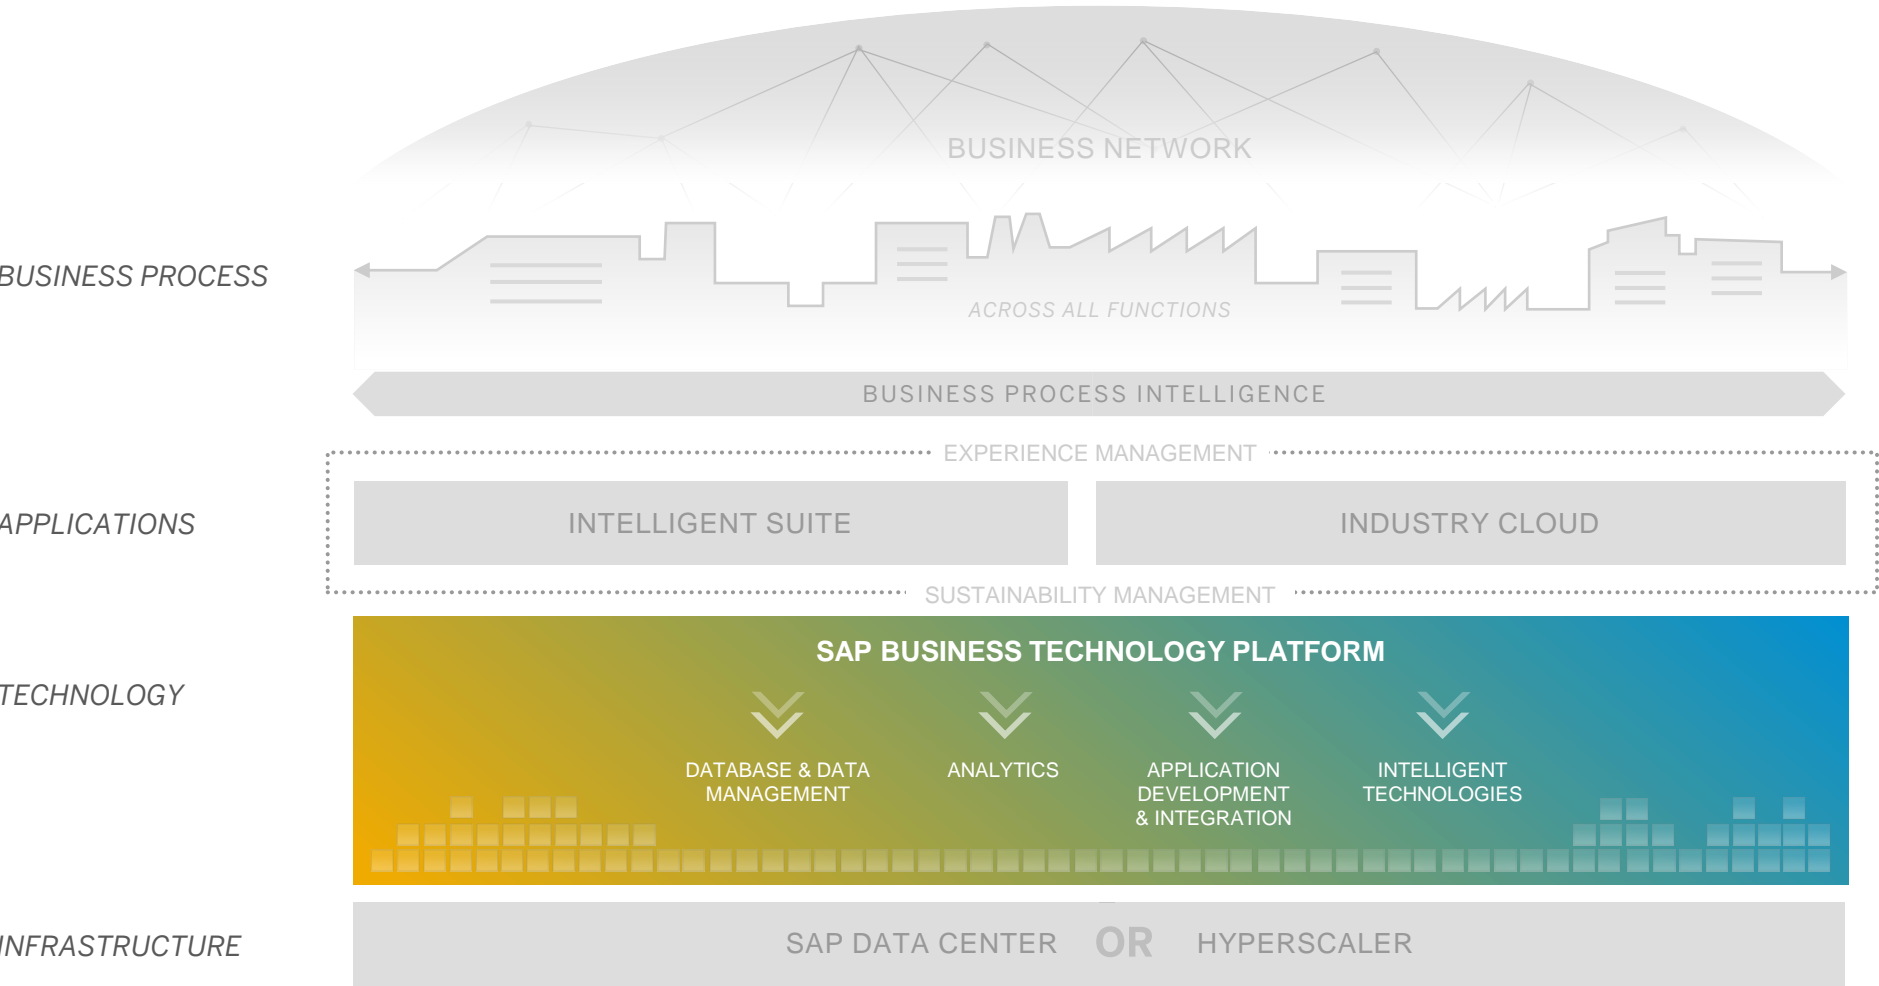 BUSINESS NETWORK
BUSINESS PROCESS
ACROSS ALL FUNCTIONS
BUSINESS PROCESS INTELLIGENCE
EXPERIENCE MANAGEMENT
APPLICATIONS
INTELLIGENT SUITE
INDUSTRY CLOUD
SUSTAINABILITY MANAGEMENT
SAP BUSINESS TECHNOLOGY PLATFORM
TECHNOLOGY
DATABASE & DATA
MANAGEMENT
ANALYTICS
APPLICATION
DEVELOPMENT
& INTEGRATION
INTELLIGENT
TECHNOLOGIES
INFRASTRUCTURE
SAP DATA CENTER OR HYPERSCALER